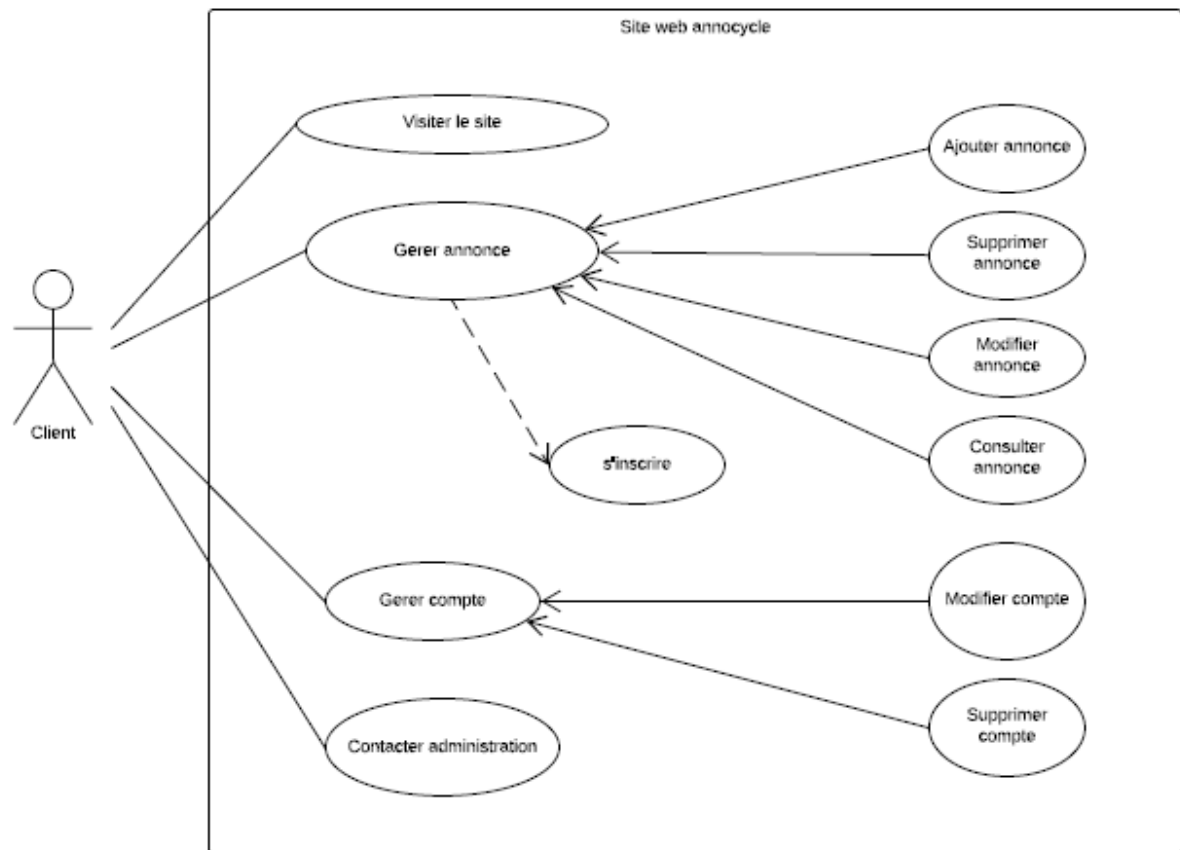 Site web annocycle
Visiter le site
Ajouter annonce
Gerer annonce
Supprimer
annonce
Modifier
annonce
Client
s'inscrire
Consulter
annonce
Gerer compte
Modifier compte
Contacter administration
Supprimer
compte